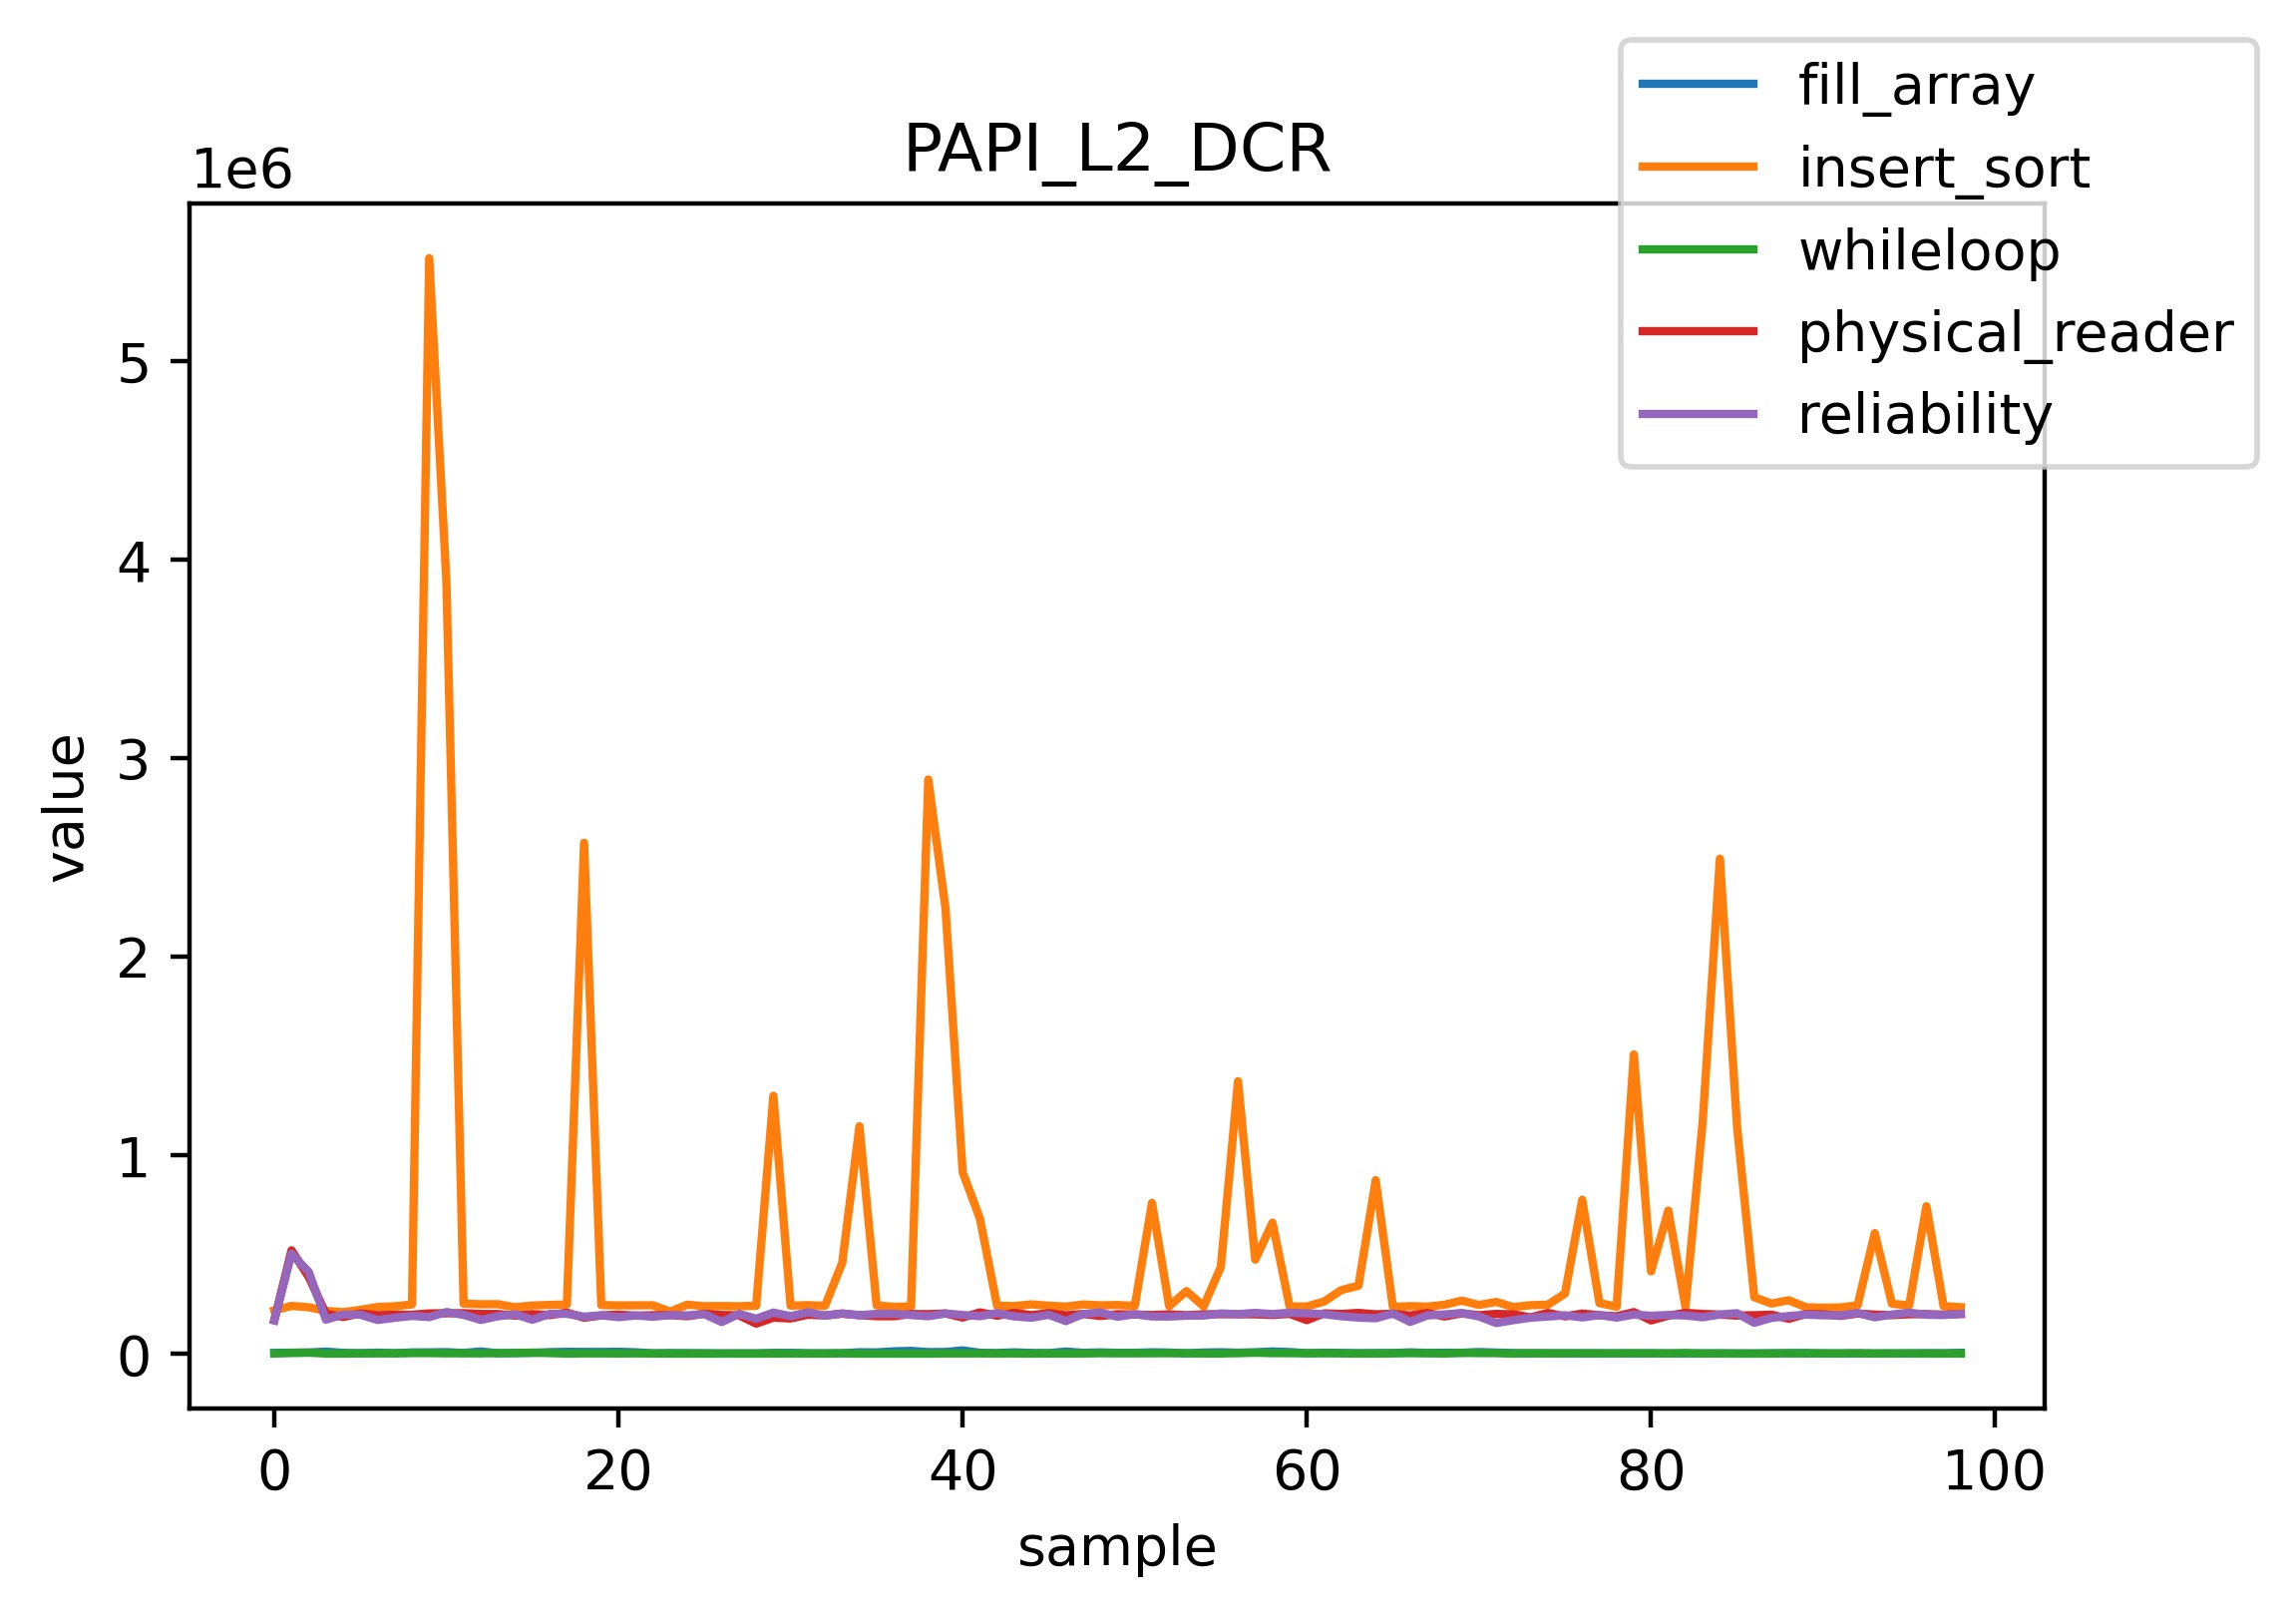 PAPI_L2_DCR
1e6
fill_array
insert_sort
whileloop
physical_reader
reliability
5
4
3
2
1
0
value
0 20 40 60 80 100
sample